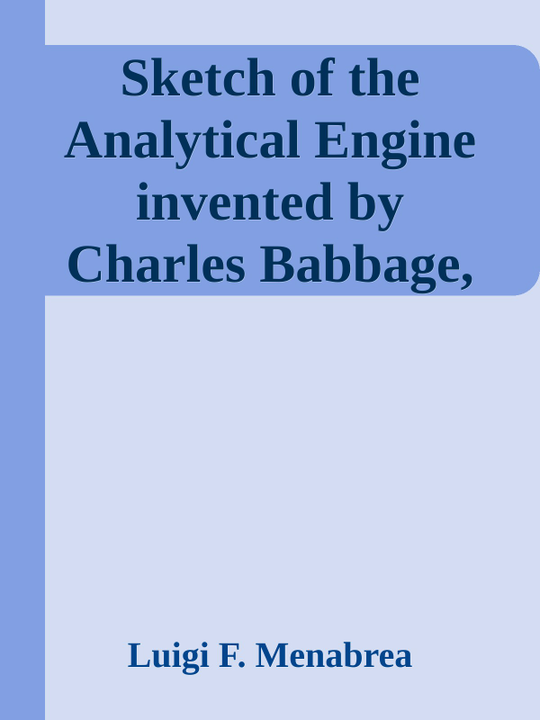 Sketch of the
Analytical Engine
invented by
Charles Babbage,
Luigi F. Menabrea